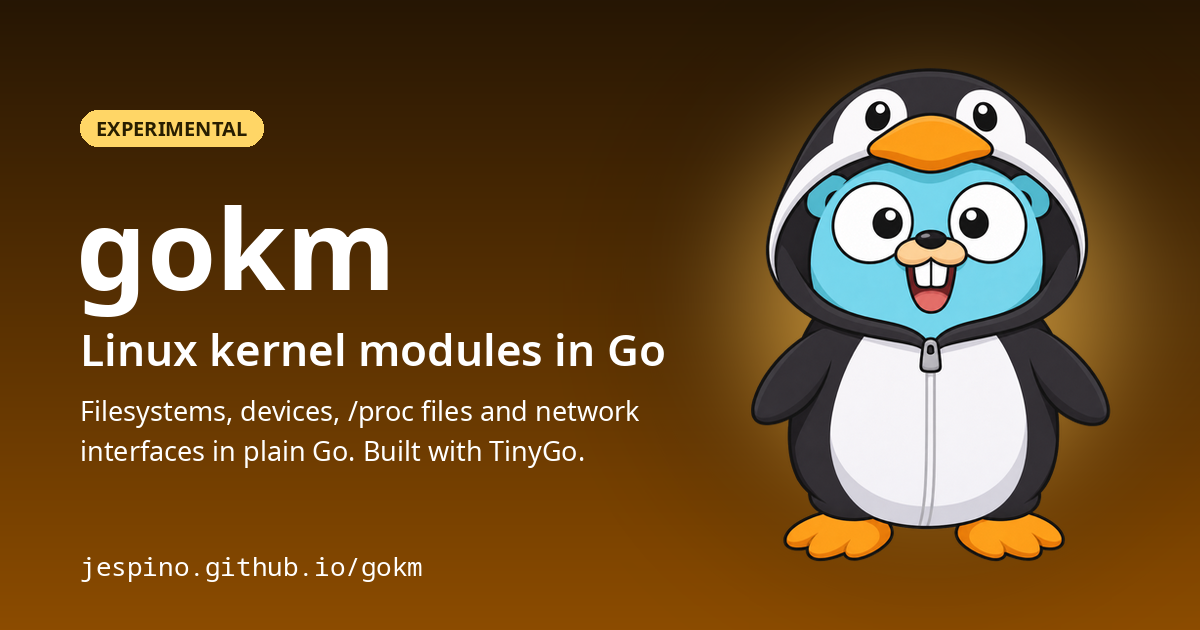 EXPERIMENTAL
gokm
Linux kernel modules in Go
Filesystems, devices, /proc files and network
interfaces in plain Go. Built with TinyGo.
jespino.github.io/gokm